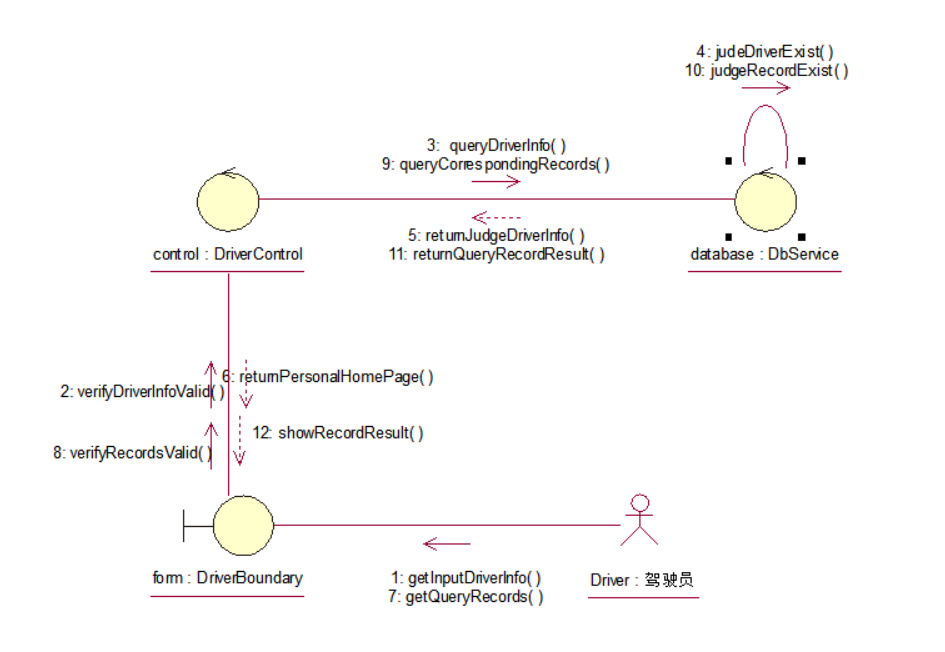 4: judeDriverExist( )
10: judgeRecordExist( )
3:  queryDriverInfo( )
9: queryCorrespondingRecords( )
5: returnJudgeDriverInfo( )
11: returnQueryRecordResult( )
control : DriverControl
database : DbService
6: returnPersonalHomePage( )
2: verifyDriverInfoValid( )
12: showRecordResult( )
8: verifyRecordsValid( )
form : DriverBoundary
1: getInputDriverInfo( )
7: getQueryRecords( )
Driver : 驾驶员